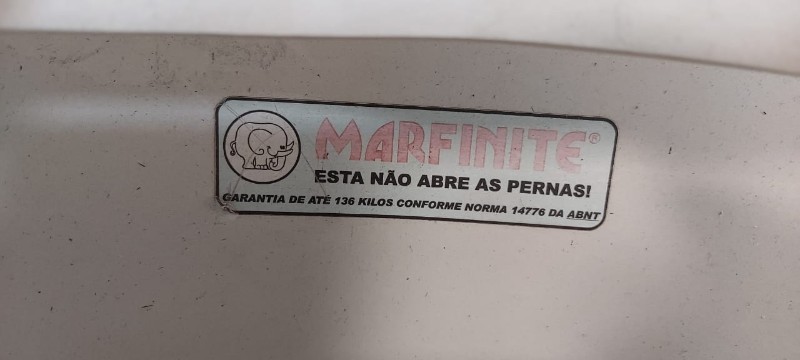 MARFINITE®
ESTA NÃO ABRE AS PERNAS!
GARANTIA DE ATÉ 136 KILOS CONFORME NORMA 14776 DA ABNT